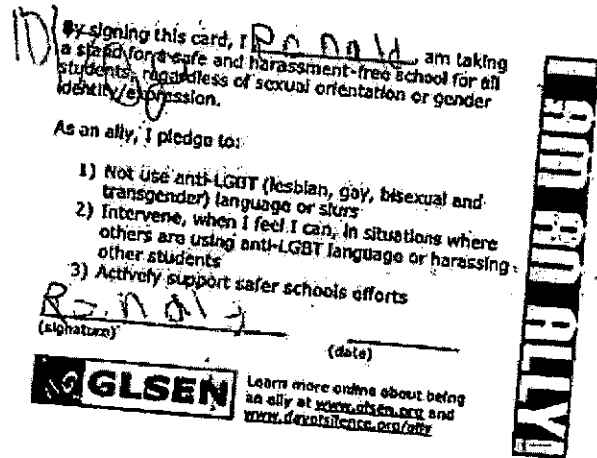 By signing this card, I Ronald am taking
a stand for a safe and harassment-free school for all
students, regardless of sexual orientation or gender
identity/expression.
As an ally, I pledge to:
1) Not use anti-LGBT (lesbian, gay, bisexual and
transgender) language or slurs
2) Intervene, when I feel I can, in situations where
others are using anti-LGBT language or harassing
other students
3) Actively support safer schools efforts
Ronald
(signature)
(date)
GLSEN
Learn more online about being
an ally at www.glsen.org and
www.dayofsilence.org/ally
I AM AN ALLY!